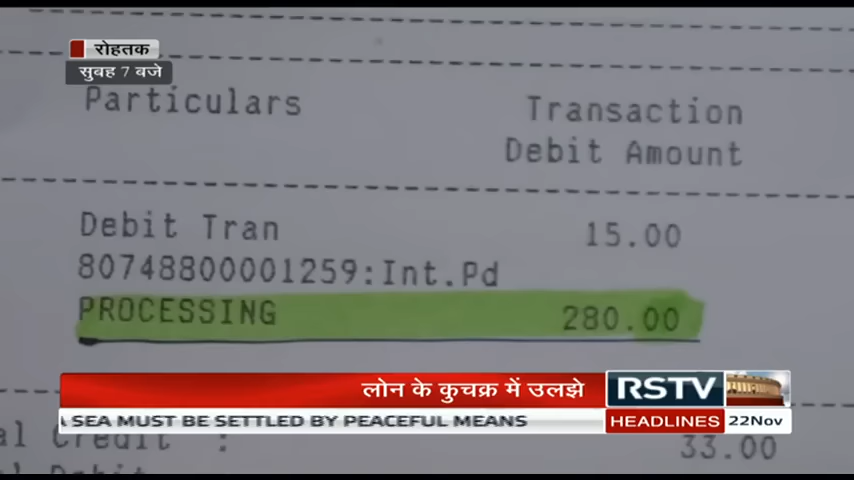 रोहतक
सुबह 7 बजे
Particulars Transaction
Debit Amount
Debit Tran 15.00
80748800001259:Int.Pd
PROCESSING 280.00
लोन के कुचक्र में उलझे
RSTV
SEA MUST BE SETTLED BY PEACEFUL MEANS
HEADLINES 22Nov
al Credit : 33.00
Debit